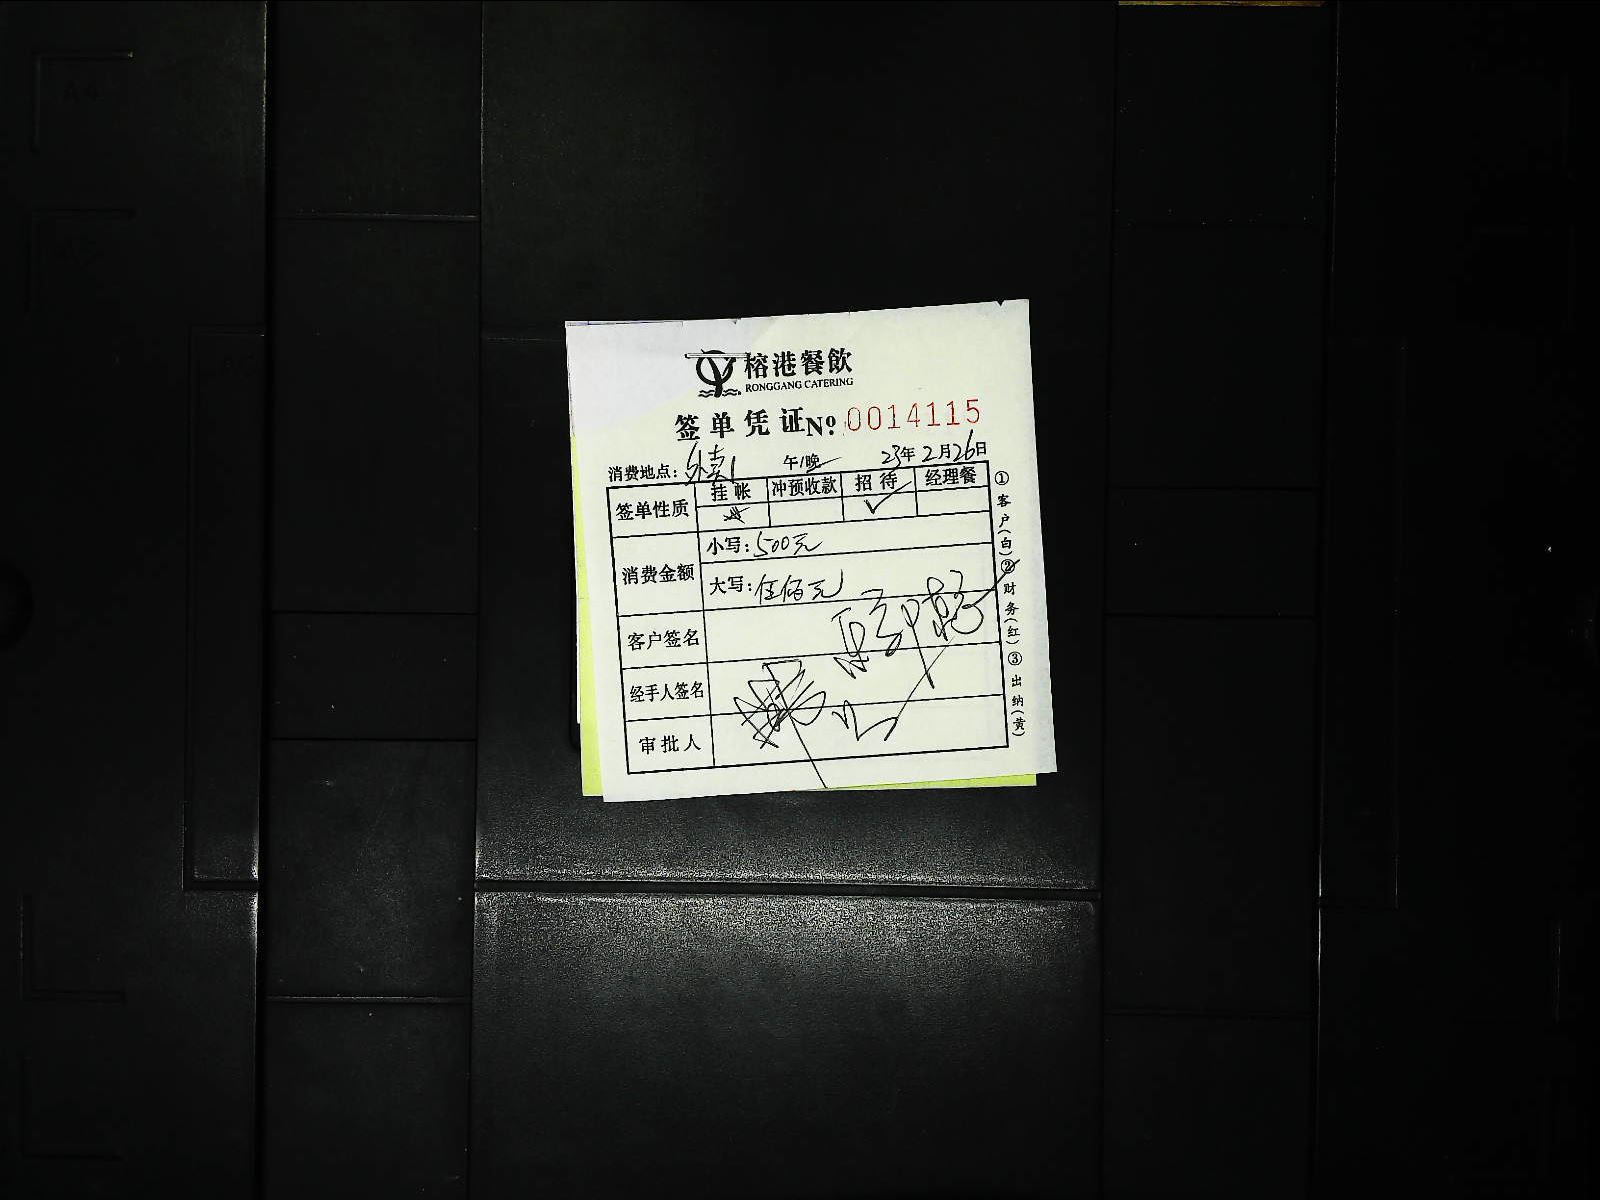 榕港餐飲
RONGGANG CATERING
签单凭证 Nº 0014115
消费地点: 外卖 午/晚 23年2月26日
签单性质 挂帐 冲预收款 招待 经理餐
✓
消费金额 小写: 500元
大写: 伍佰元
客户签名
经手人签名
审批人
①客户(白)②财务(红)③出纳(黄)